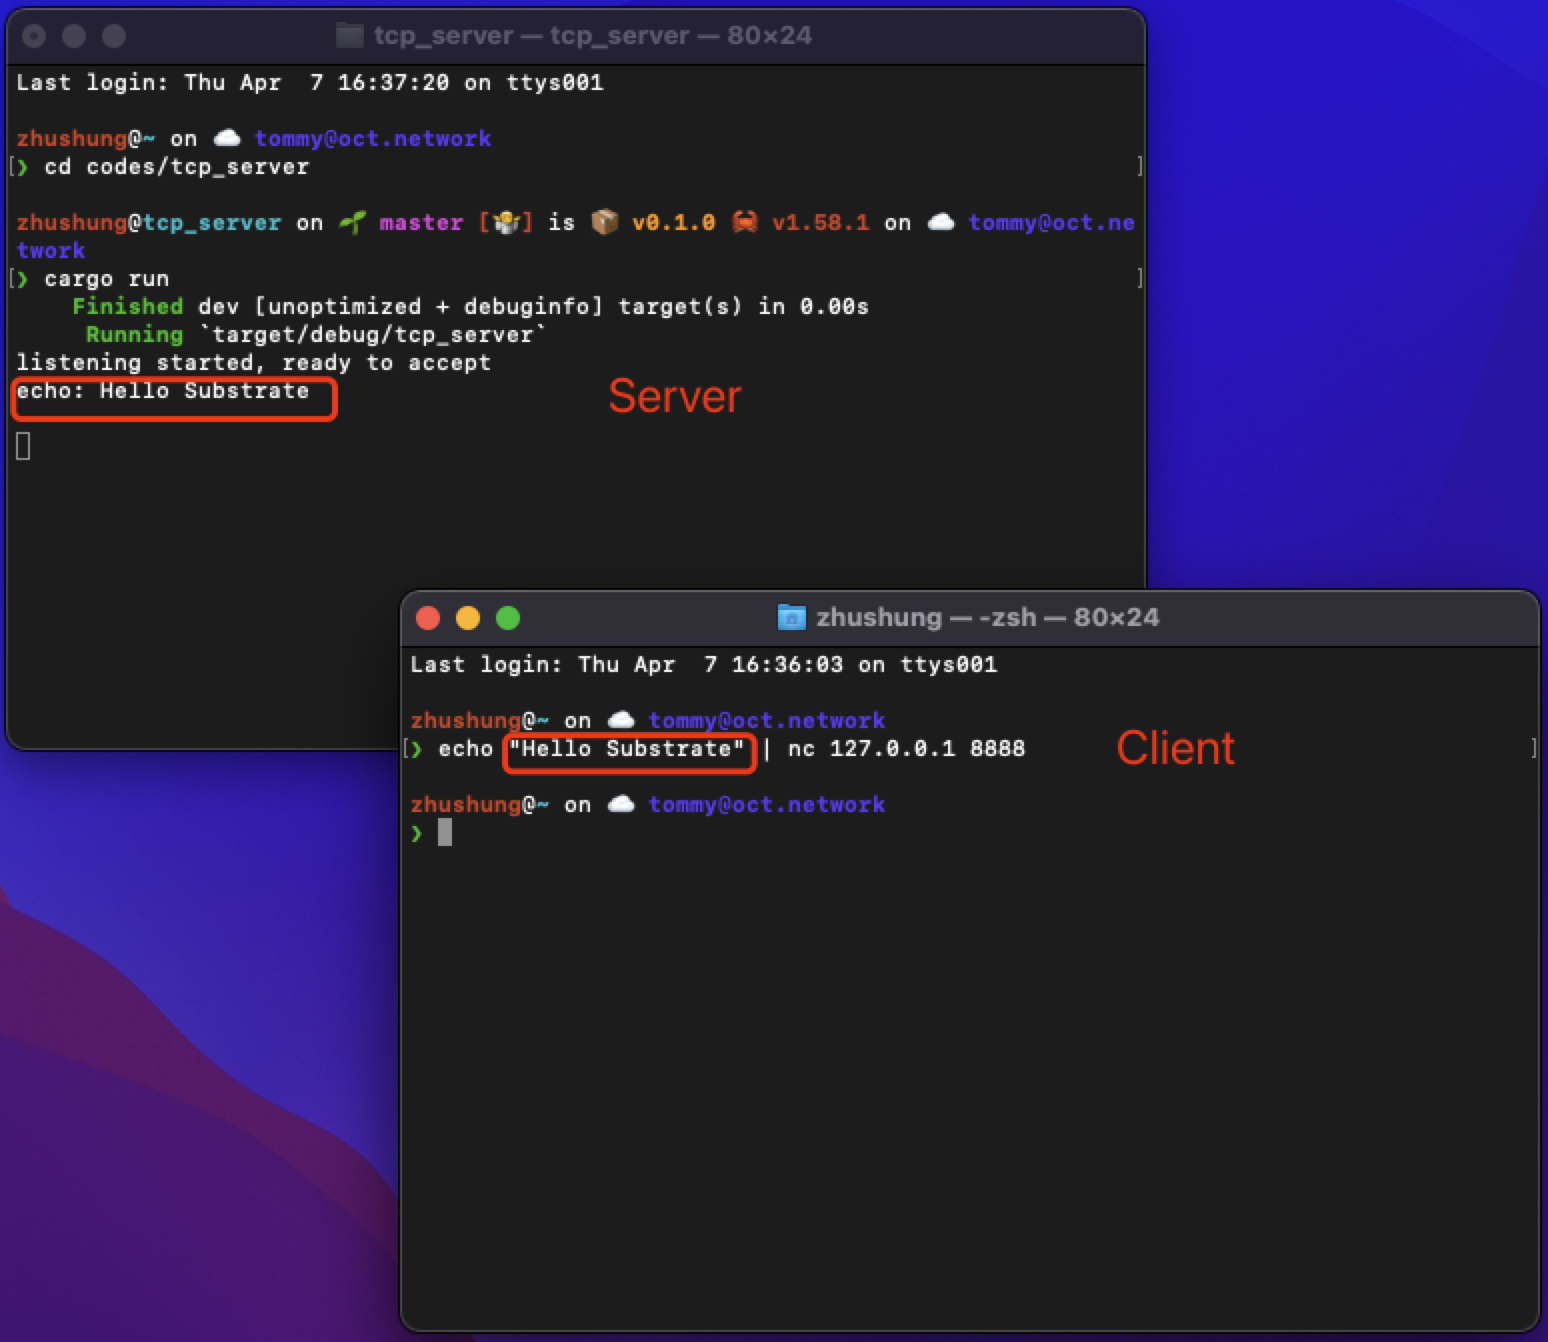 tcp_server — tcp_server — 80×24
Last login: Thu Apr  7 16:37:20 on ttys001
zhushung@~ on ☁️ tommy@oct.network
[❯ cd codes/tcp_server ]
zhushung@tcp_server on 🌱 master [🤷] is 📦 v0.1.0 🦀 v1.58.1 on ☁️ tommy@oct.ne
twork
[❯ cargo run ]
Finished dev [unoptimized + debuginfo] target(s) in 0.00s
Running `target/debug/tcp_server`
listening started, ready to accept
echo: Hello Substrate
Server
zhushung — -zsh — 80×24
Last login: Thu Apr  7 16:36:03 on ttys001
zhushung@~ on ☁️ tommy@oct.network
[❯ echo "Hello Substrate" | nc 127.0.0.1 8888 ]
Client
zhushung@~ on ☁️ tommy@oct.network
❯